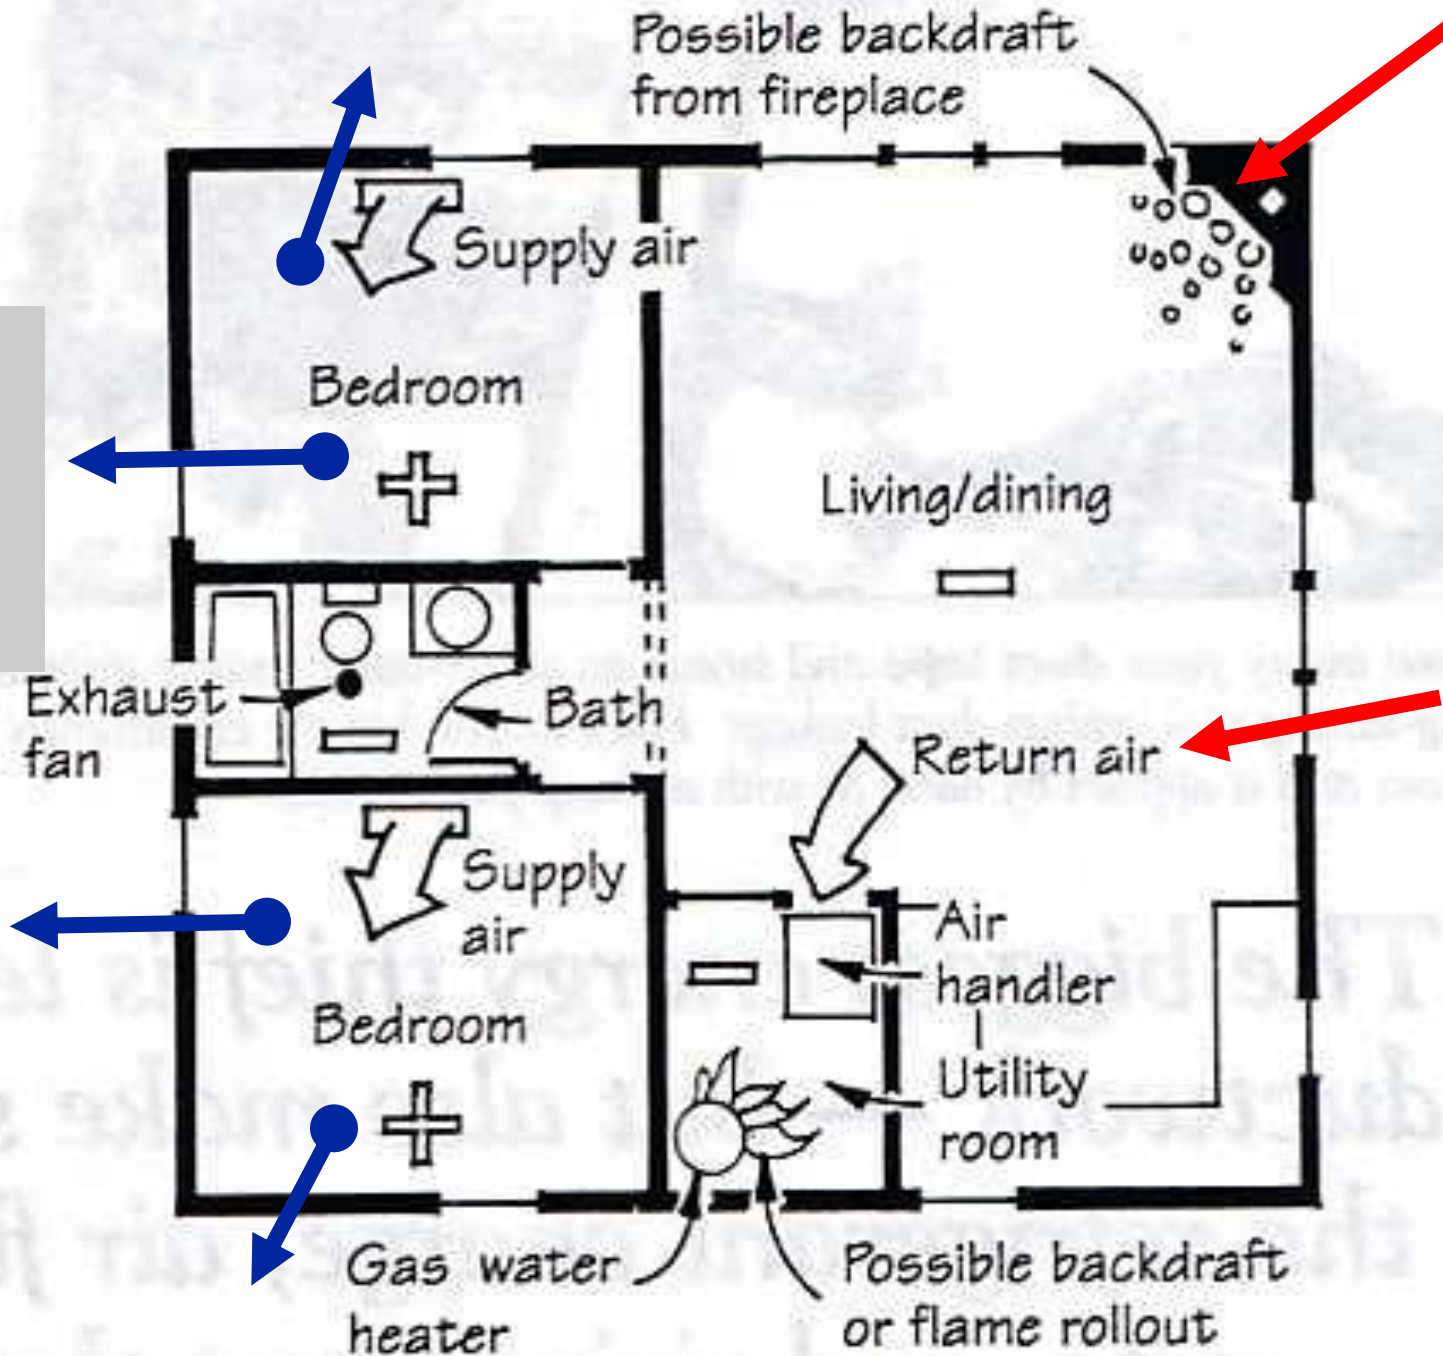 Possible backdraft
from fireplace
Supply air
Bedroom
Living/dining
Exhaust
fan
Bath
Return air
Supply
air
Air
handler
Bedroom
Utility
room
Gas water
heater
Possible backdraft
or flame rollout